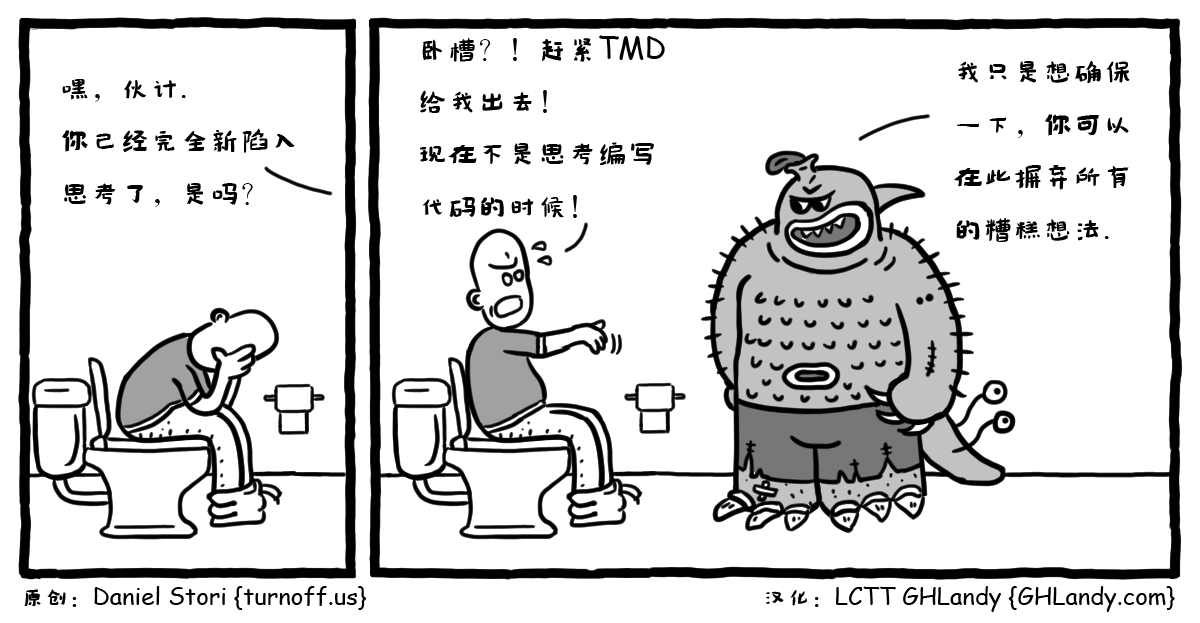 嘿，伙计.
你已经完全新陷入
思考了，是吗？
卧槽？！赶紧TMD
给我出去！
现在不是思考编写
代码的时候！
我只是想确保
一下，你可以
在此摒弃所有
的糟糕想法.
原创：Daniel Stori {turnoff.us}
汉化：LCTT GHLandy {GHLandy.com}